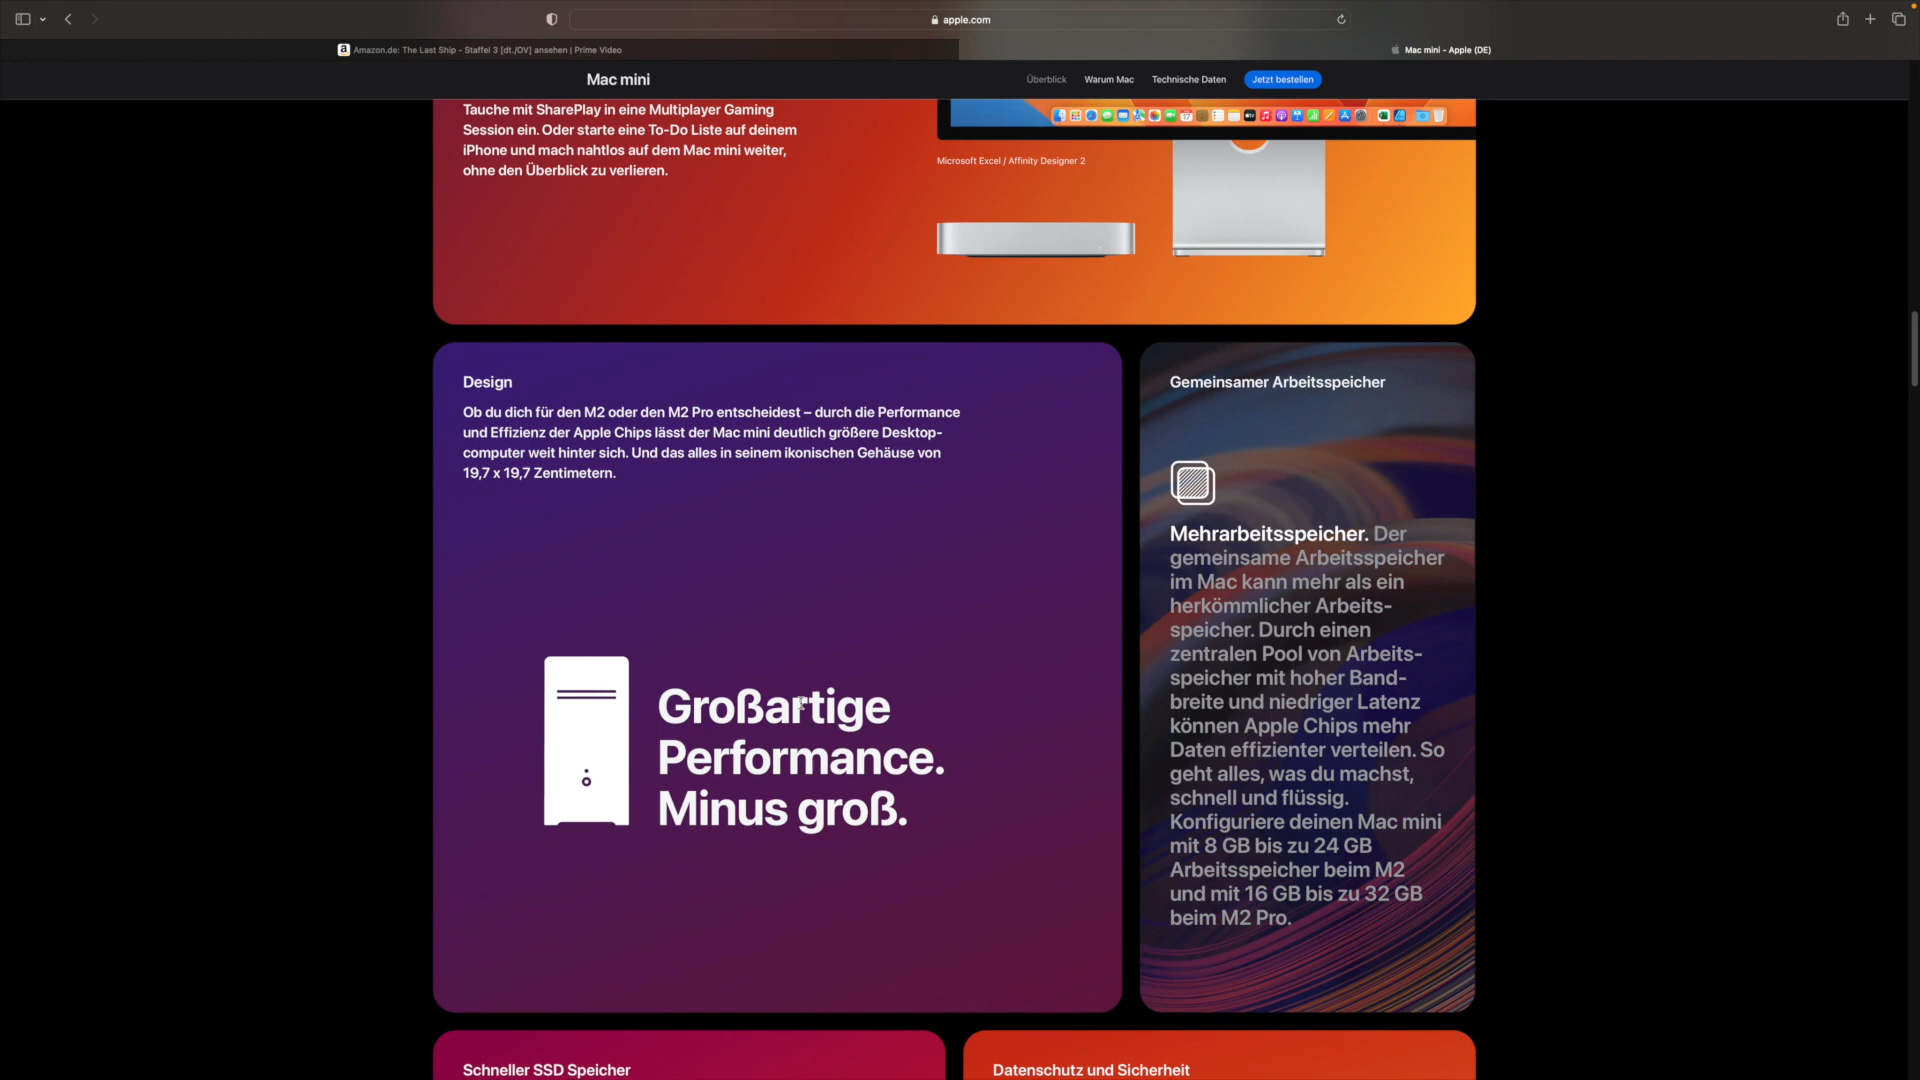 apple.com
Amazon.de: The Last Ship - Staffel 3 [dt./OV] ansehen | Prime Video
Mac mini - Apple (DE)
Mac mini
Überblick
Warum Mac
Technische Daten
Jetzt bestellen
Tauche mit SharePlay in eine Multiplayer Gaming
Session ein. Oder starte eine To-Do Liste auf deinem
iPhone und mach nahtlos auf dem Mac mini weiter,
ohne den Überblick zu verlieren.
Microsoft Excel / Affinity Designer 2
Design
Ob du dich für den M2 oder den M2 Pro entscheidest – durch die Performance
und Effizienz der Apple Chips lässt der Mac mini deutlich größere Desktop-
computer weit hinter sich. Und das alles in seinem ikonischen Gehäuse von
19,7 x 19,7 Zentimetern.
Großartige
Performance.
Minus groß.
Gemeinsamer Arbeitsspeicher
Mehrarbeitsspeicher. Der
gemeinsame Arbeitsspeicher
im Mac kann mehr als ein
herkömmlicher Arbeits-
speicher. Durch einen
zentralen Pool von Arbeits-
speicher mit hoher Band-
breite und niedriger Latenz
können Apple Chips mehr
Daten effizienter verteilen. So
geht alles, was du machst,
schnell und flüssig.
Konfiguriere deinen Mac mini
mit 8 GB bis zu 24 GB
Arbeitsspeicher beim M2
und mit 16 GB bis zu 32 GB
beim M2 Pro.
Schneller SSD Speicher
Datenschutz und Sicherheit